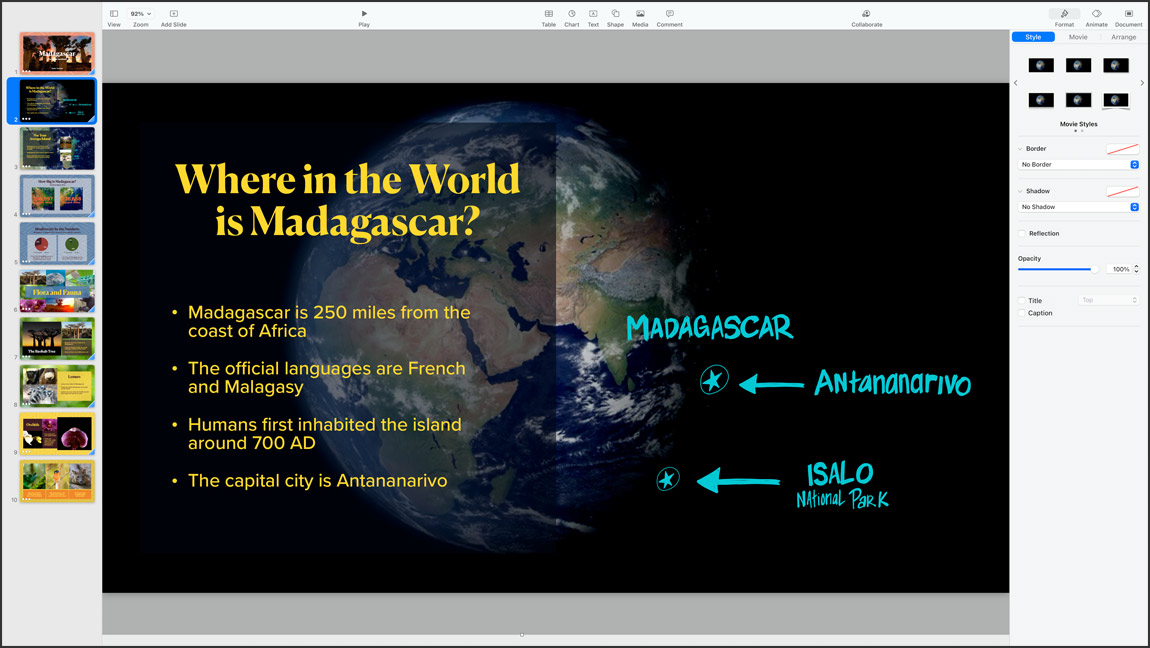 92%
View Zoom Add Slide Play Table Chart Text Shape Media Comment Collaborate Format Animate Document
Style Movie Arrange
Movie Styles
Border
No Border
Shadow
No Shadow
Reflection
Opacity
100%
Title Top
Caption
1
Madagascar
2
Where in the World
is Madagascar?
3
4
How Big is Madagascar?
5
6
Flora and Fauna
7
The Baobab Tree
8
Lemurs
9
Orchids
10
Where in the World
is Madagascar?
• Madagascar is 250 miles from the
coast of Africa
• The official languages are French
and Malagasy
• Humans first inhabited the island
around 700 AD
• The capital city is Antananarivo
MADAGASCAR
Antananarivo
ISALO
National Park